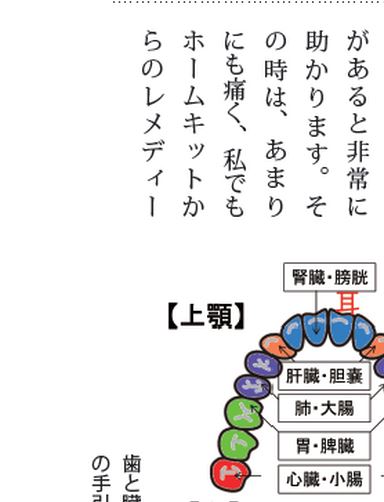 があると非常に
助かります。そ
の時は、あまり
にも痛く、私でも
ホームキットか
らのレメディー
腎臓・膀胱
耳
【上顎】
肝臓・胆嚢
肺・大腸
胃・脾臓
心臓・小腸
歯と臓
の手引